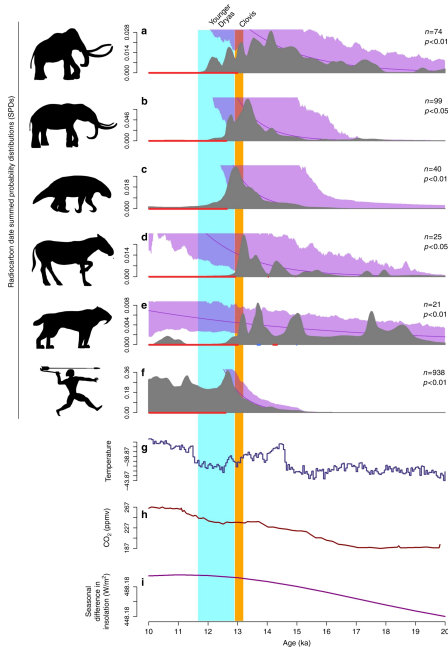 Younger
Dryas
Clovis
Radiocarbon date summed probability distributions (SPDs)
a
0.028
0.014
0.000
n=74
p<0.01
b
0.046
0.000
n=99
p<0.05
c
0.018
0.000
n=40
p<0.01
d
0.014
0.000
n=25
p<0.05
e
0.008
0.004
0.000
n=21
p<0.01
f
0.36
0.18
0.00
n=938
p<0.01
g
Temperature
-38.87
-43.87
h
CO₂ (ppmv)
267
227
187
i
Seasonal
difference in
insolation (W/m²)
488.18
448.18
10 11 12 13 14 15 16 17 18 19 20
Age (ka)